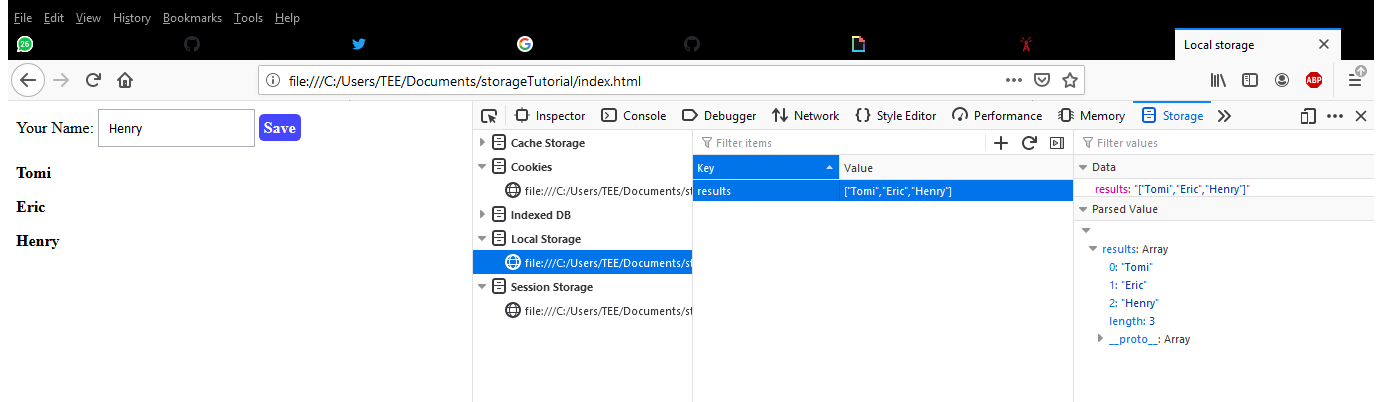 File Edit View History Bookmarks Tools Help
26
Local storage
file:///C:/Users/TEE/Documents/storageTutorial/index.html
ABP
Your Name: Henry Save
Tomi
Eric
Henry
Inspector Console Debugger Network {} Style Editor Performance Memory Storage
Cache Storage
Cookies
file:///C:/Users/TEE/Documents/st
Indexed DB
Local Storage
file:///C:/Users/TEE/Documents/st
Session Storage
file:///C:/Users/TEE/Documents/st
Filter items
Key Value
results ["Tomi","Eric","Henry"]
Filter values
Data
results: "["Tomi","Eric","Henry"]"
Parsed Value
results: Array
0: "Tomi"
1: "Eric"
2: "Henry"
length: 3
__proto__: Array